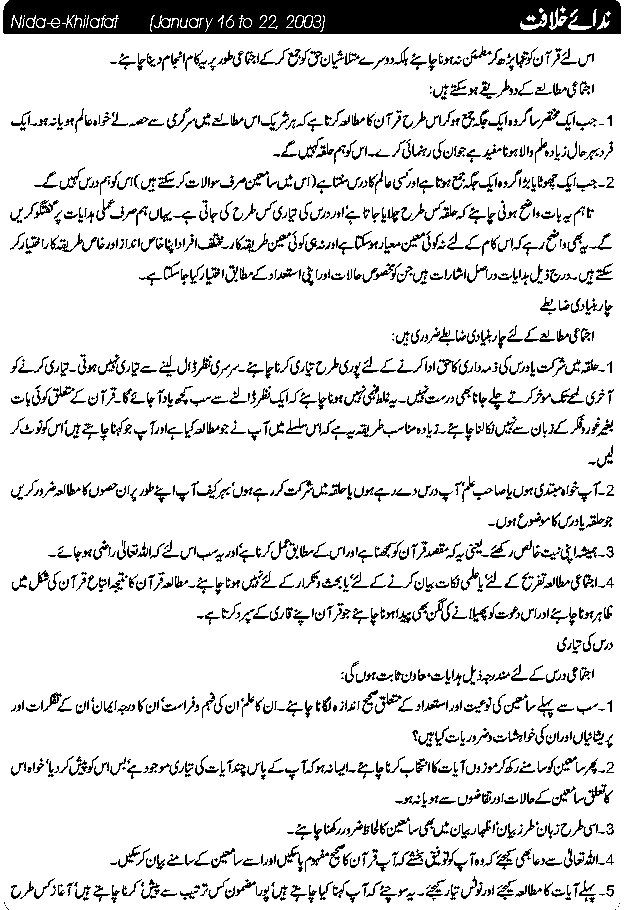 Nida-e-Khilafat (January 16 to 22, 2003) ندائے خلافت
اس لئے قرآن کو تنہا پڑھ کر مطمئن نہ ہونا چاہئے بلکہ دوسرے متلاشیان حق کو جمع کر کے اجتماعی طور پر یہ کام انجام دینا چاہئے۔
اجتماعی مطالعے کے دو طریقے ہو سکتے ہیں:
1۔ جب ایک مختصر سا گروہ ایک جگہ جمع ہو کر اس طرح قرآن کا مطالعہ کرتا ہے کہ ہر شریک اس مطالعے میں سرگرمی سے حصہ لے خواہ عالم ہو یا نہ ہو۔ ایک
فرد بہرحال زیادہ علم والا ہونا مفید ہے جو ان کی رہنمائی کرے۔ اس کو ہم حلقہ کہیں گے۔
2۔ جب ایک چھوٹا یا بڑا گروہ ایک جگہ جمع ہوتا ہے اور کسی عالم کا درس سنتا ہے (اس میں سامعین صرف سوالات کر سکتے ہیں) اس کو ہم درس کہیں گے۔
تاہم یہ بات واضح ہونی چاہئے کہ حلقہ کس طرح چلایا جاتا ہے اور درس کی تیاری کس طرح کی جاتی ہے۔ یہاں ہم صرف عملی ہدایات پر گفتگو کریں
گے۔ یہ بھی واضح رہے کہ اس کام کے لئے نہ کوئی معین معیار ہو سکتا ہے اور نہ ہی کوئی معین طریقہ کار۔ مختلف افراد اپنا خاص انداز اور خاص طریقہ کار اختیار کر
سکتے ہیں۔ درج ذیل ہدایات دراصل اشارات ہیں جن کو مخصوص حالات اور اپنی استعداد کے مطابق اختیار کیا جا سکتا ہے۔
چار بنیادی ضابطے
اجتماعی مطالعے کے لئے چار بنیادی ضابطے ضروری ہیں:
1۔ حلقہ میں شرکت یا درس کی ذمہ داری کا حق ادا کرنے کے لئے پوری طرح تیاری کرنا چاہئے۔ سرسری نظر ڈال لینے سے تیاری نہیں ہوتی۔ تیاری کرنے کو
آخری لمحے تک موخر کرتے چلے جانا بھی درست نہیں۔ یہ غلط فہمی نہیں ہونا چاہئے کہ ایک نظر ڈالنے سے سب کچھ یاد آ جائے گا۔ قرآن کے متعلق کوئی بات
بغیر غور و فکر کے زبان سے نہیں نکالنا چاہئے۔ زیادہ مناسب طریقہ یہ ہے کہ اس سلسلے میں آپ نے جو مطالعہ کیا ہے اور آپ جو کہنا چاہتے ہیں' اس کو نوٹ کر
لیں۔
2۔ آپ خواہ مبتدی ہوں یا صاحب علم' آپ درس دے رہے ہوں یا حلقہ میں شرکت کر رہے ہوں' بہر کیف آپ اپنے طور پر ان حصوں کا مطالعہ ضرور کریں
جو حلقہ یا درس کا موضوع ہوں۔
3۔ ہمیشہ اپنی نیت خالص رکھئے۔ یعنی یہ کہ مقصد قرآن کو سمجھنا ہے اور اس کے مطابق عمل کرنا ہے' اور یہ سب اس لئے کہ اللہ تعالیٰ راضی ہو جائے۔
4۔ اجتماعی مطالعہ تفریح کے لئے' یا علمی نکات بیان کرنے کے لئے' یا بحث و تکرار کے لئے نہیں ہونا چاہئے۔ مطالعہ قرآن کا نتیجہ اتباع قرآن کی شکل میں
ظاہر ہونا چاہئے اور اس دعوت کو پھیلانے کی لگن بھی پیدا ہونا چاہئے جو قرآن اپنے قاری کے سپرد کرتا ہے۔
درس کی تیاری
اجتماعی درس کے لئے مندرجہ ذیل ہدایات' معاون ثابت ہوں گی:
1۔ سب سے پہلے سامعین کی نوعیت اور استعداد کے متعلق صحیح اندازہ لگانا چاہئے۔ ان کا علم' ان کی فہم و فراست' ان کا درجہ ایمان' ان کے تفکرات اور
پریشانیاں اور ان کی خواہشات و ضروریات کیا ہیں؟
2۔ پھر سامعین کو سامنے رکھ کر موزوں آیات کا انتخاب کرنا چاہئے۔ ایسا نہ ہو کہ آپ کے پاس چند آیات کی تیاری موجود ہے' بس اس کو پیش کر دیا' خواہ اس
کا تعلق سامعین کے حالات اور تقاضوں سے ہو یا نہ ہو۔
3۔ اسی طرح زبان' طرز بیان' اظہار بیان میں بھی سامعین کا لحاظ ضرور رکھنا چاہئے۔
4۔ اللہ تعالیٰ سے دعا بھی کیجئے کہ وہ آپ کو توفیق بخشے کہ آپ قرآن کا صحیح مفہوم پا سکیں اور اسے سامعین کے سامنے بیان کر سکیں۔
5۔ پہلے آیات کا مطالعہ کیجئے اور نوٹس تیار کیجئے۔ یہ سوچئے کہ آپ کہنا کیا چاہتے ہیں' پورا مضمون کس ترتیب سے پیش' کرنا چاہتے ہیں' آغاز کس طرح